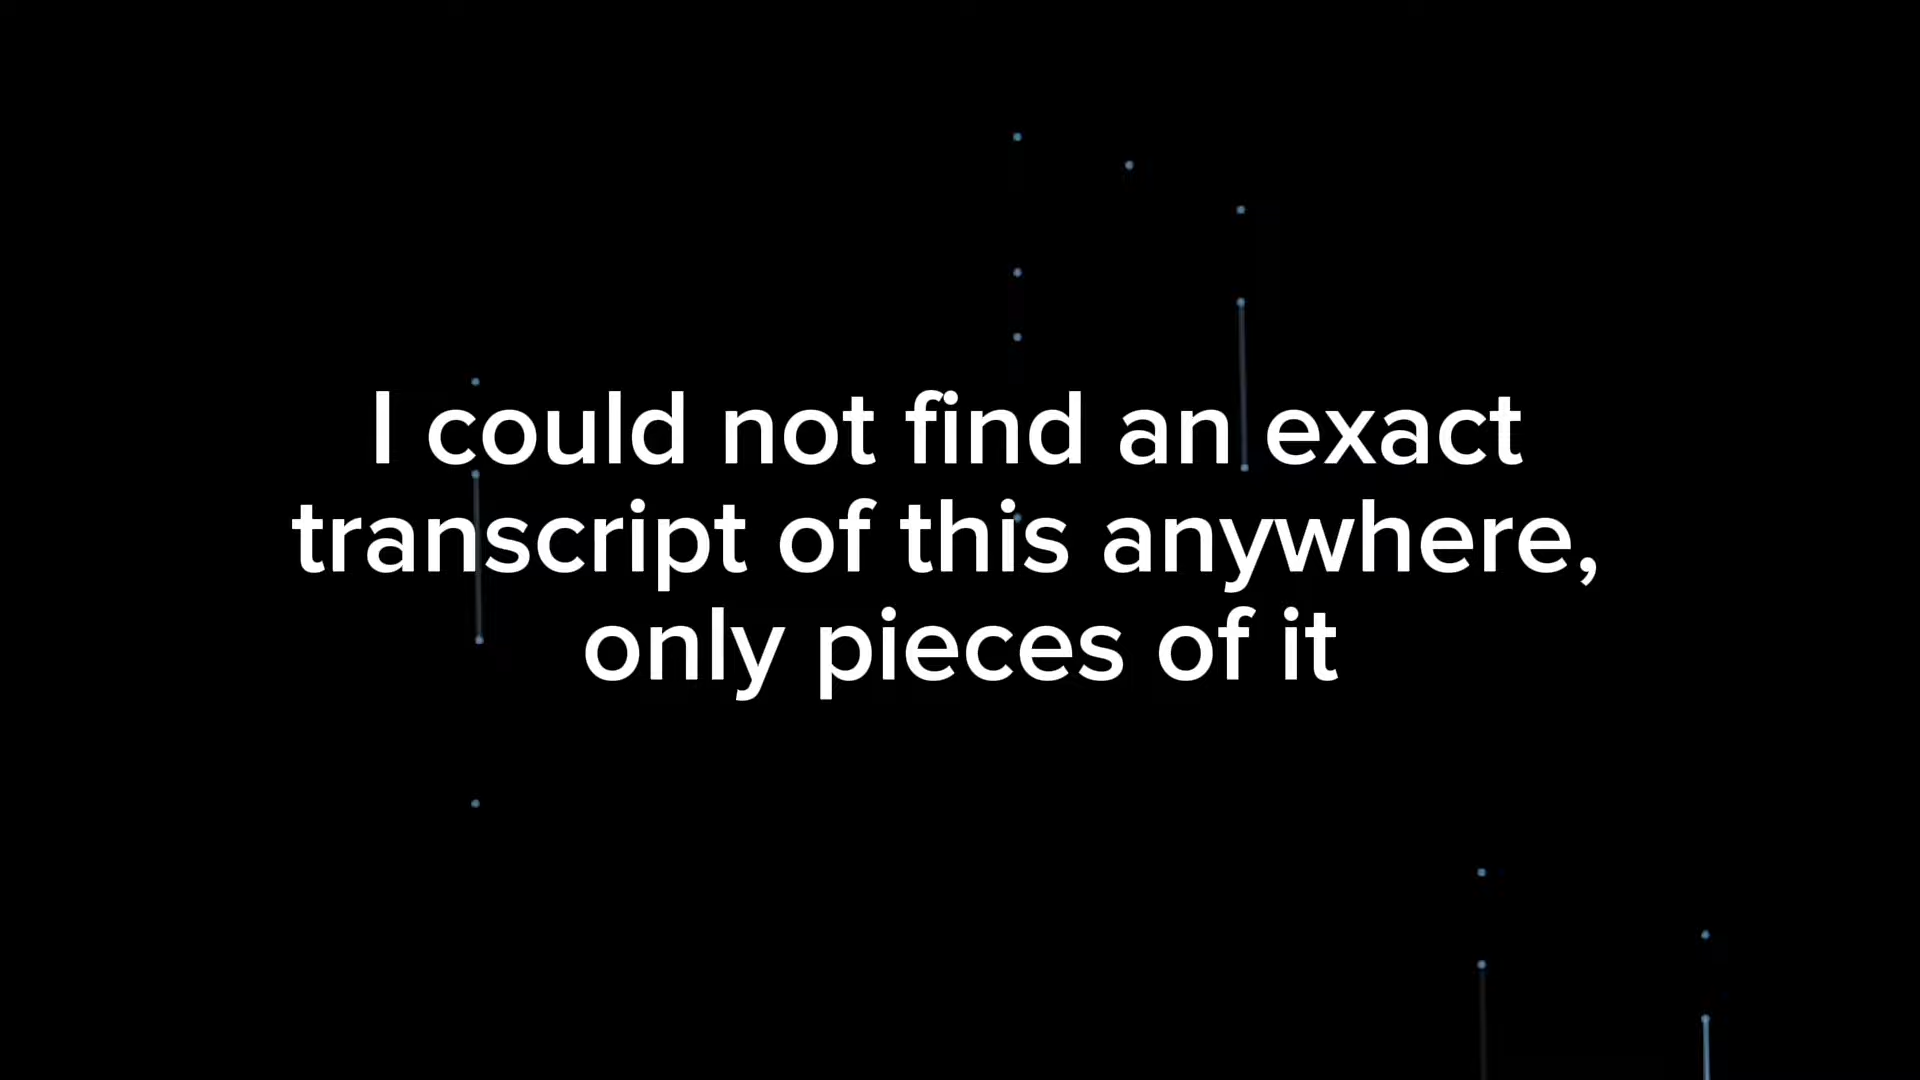 I could not find an exact
transcript of this anywhere,
only pieces of it